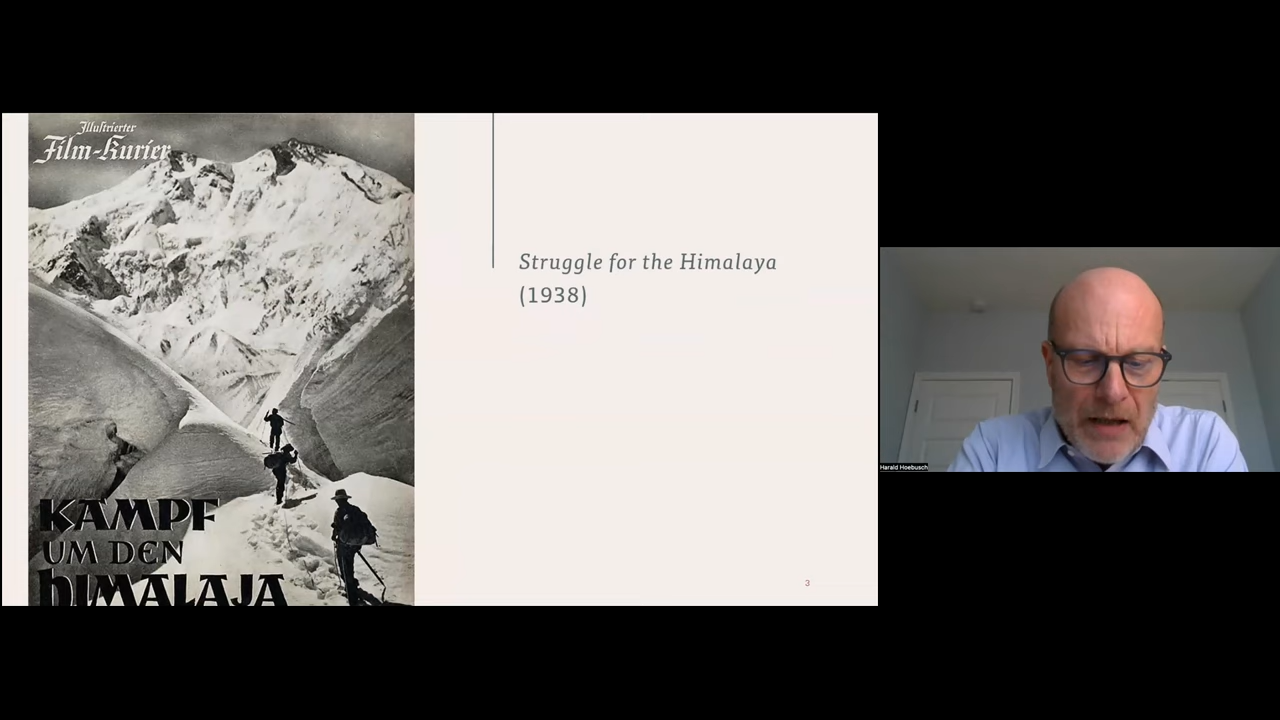 Illustrierter
Film-Kurier
KAMPF
UM DEN
HIMALAJA
Struggle for the Himalaya
(1938)
3
Harald Hoebusch